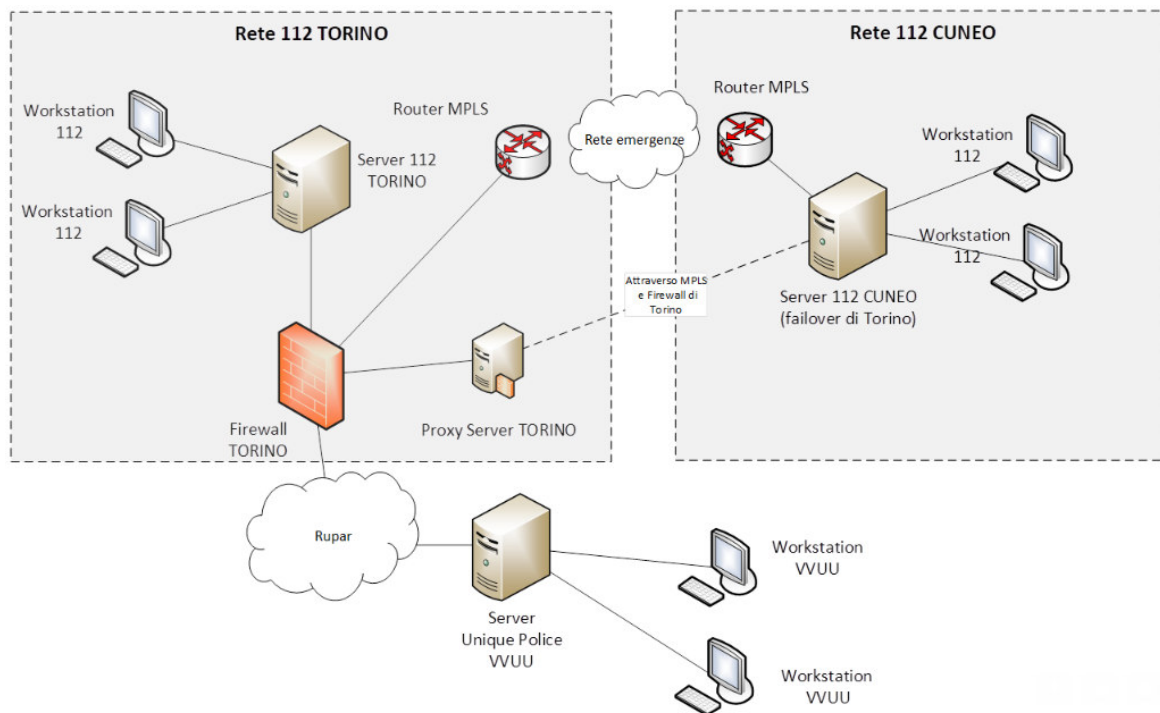 Rete 112 TORINO
Workstation
112
Workstation
112
Server 112
TORINO
Router MPLS
Firewall
TORINO
Proxy Server TORINO
Rete emergenze
Attraverso MPLS
e Firewall di
Torino
Rete 112 CUNEO
Router MPLS
Workstation
112
Workstation
112
Server 112 CUNEO
(failover di Torino)
Rupar
Server
Unique Police
VVUU
Workstation
VVUU
Workstation
VVUU